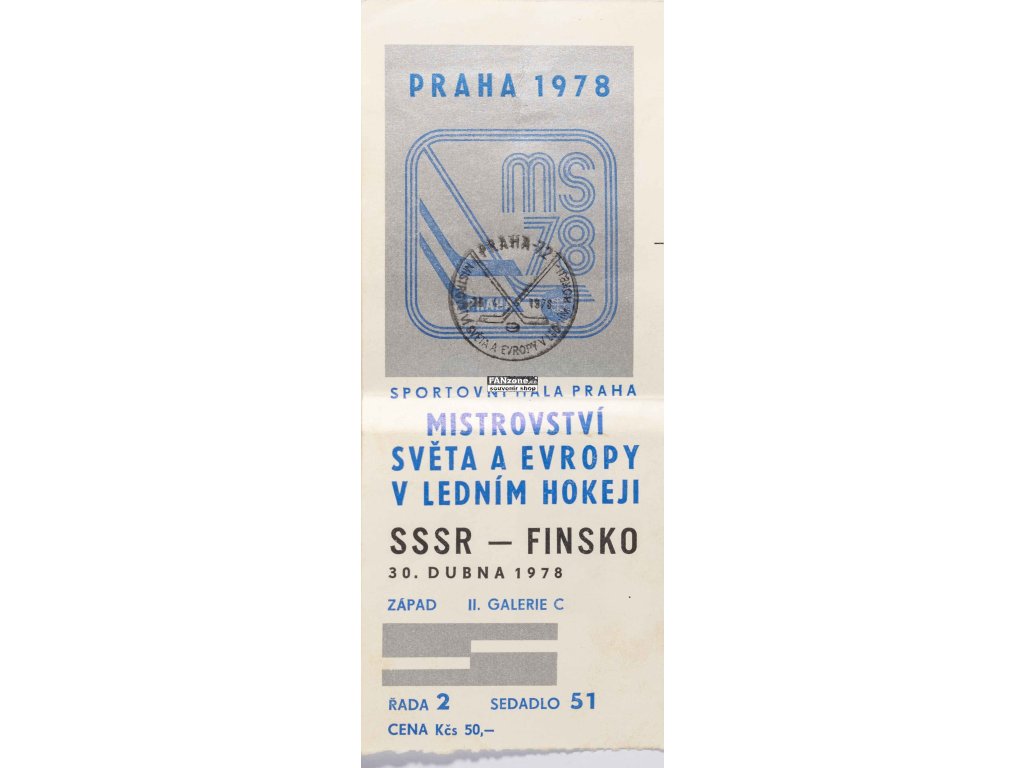 PRAHA 1978
MS
78
PRAHA
1978
SVĚTA A EVROPY V
FANzone.cz
souvenir shop
SPORTOVNÍ HALA PRAHA
MISTROVSTVÍ
SVĚTA A EVROPY
V LEDNÍM HOKEJI
SSSR — FINSKO
30. DUBNA 1978
ZÁPAD II. GALERIE C
ŘADA 2 SEDADLO 51
CENA Kčs 50,—